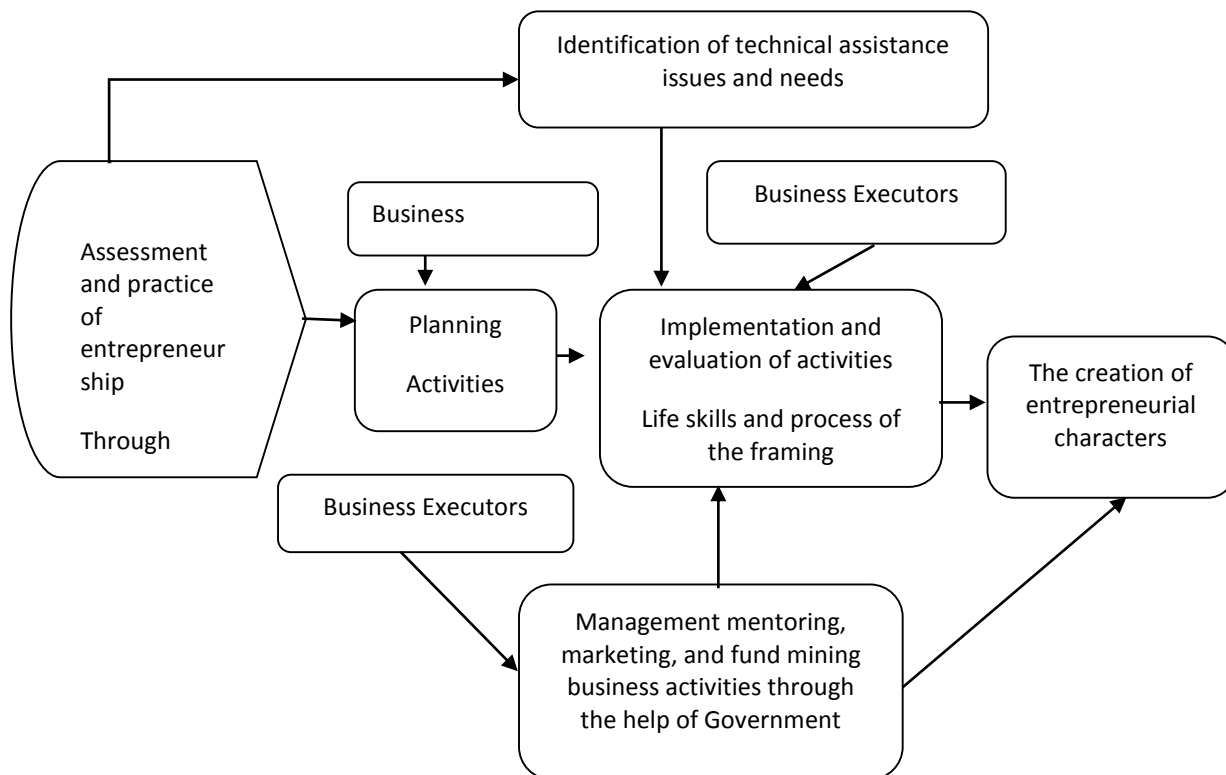 Identification of technical assistance
issues and needs
Business Executors
Business
Assessment
and practice
of
entrepreneur
ship
Through
Planning
Activities
Implementation and
evaluation of activities
Life skills and process of
the framing
The creation of
entrepreneurial
characters
Business Executors
Management mentoring,
marketing, and fund mining
business activities through
the help of Government